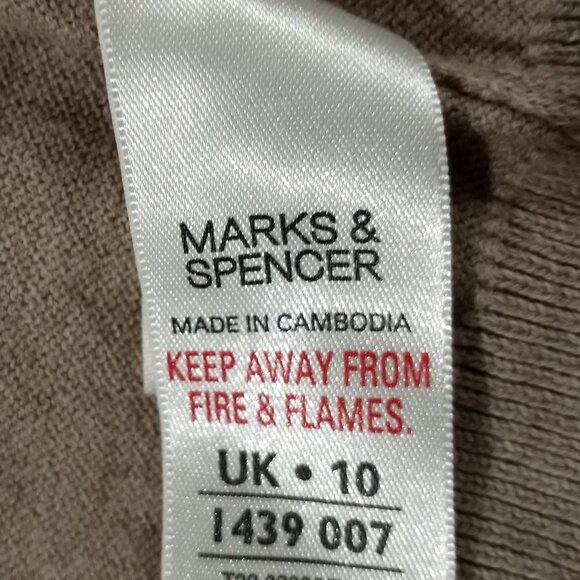 MARKS &
SPENCER
MADE IN CAMBODIA
KEEP AWAY FROM
FIRE & FLAMES.
UK • 10
1439 007